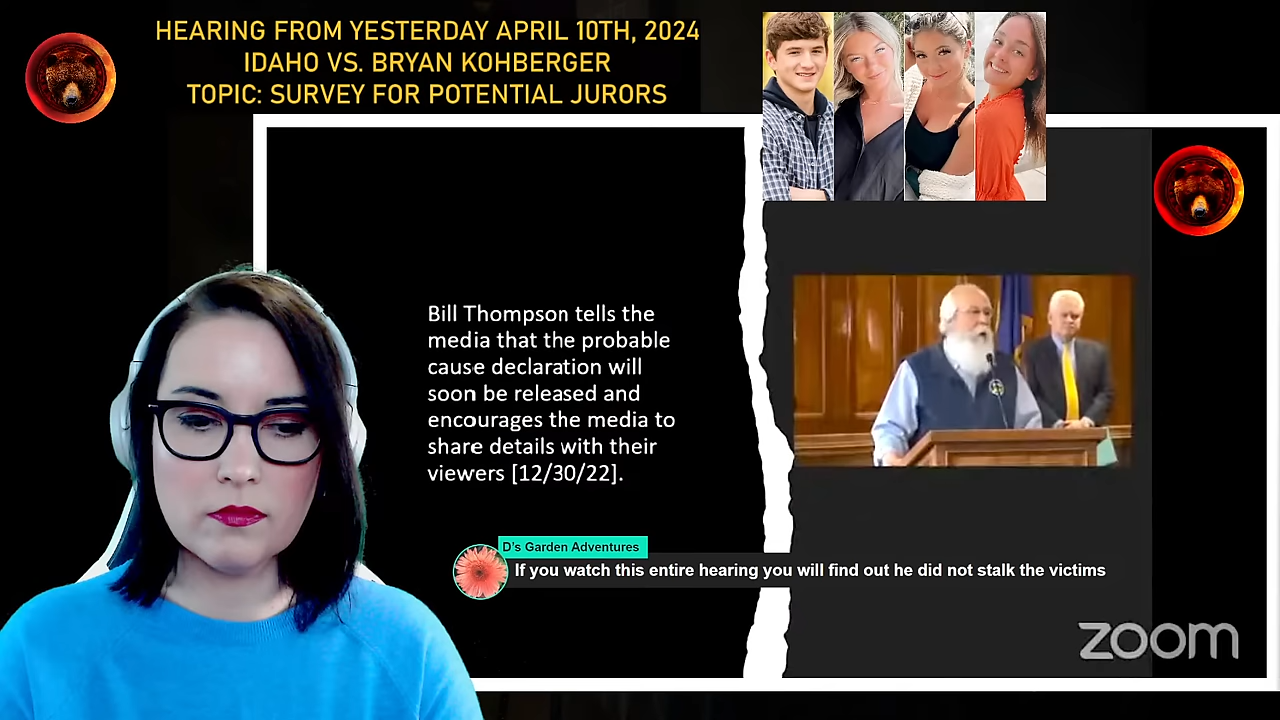 HEARING FROM YESTERDAY APRIL 10TH, 2024
IDAHO VS. BRYAN KOHBERGER
TOPIC: SURVEY FOR POTENTIAL JURORS
Bill Thompson tells the
media that the probable
cause declaration will
soon be released and
encourages the media to
share details with their
viewers [12/30/22].
D's Garden Adventures
If you watch this entire hearing you will find out he did not stalk the victims
zoom